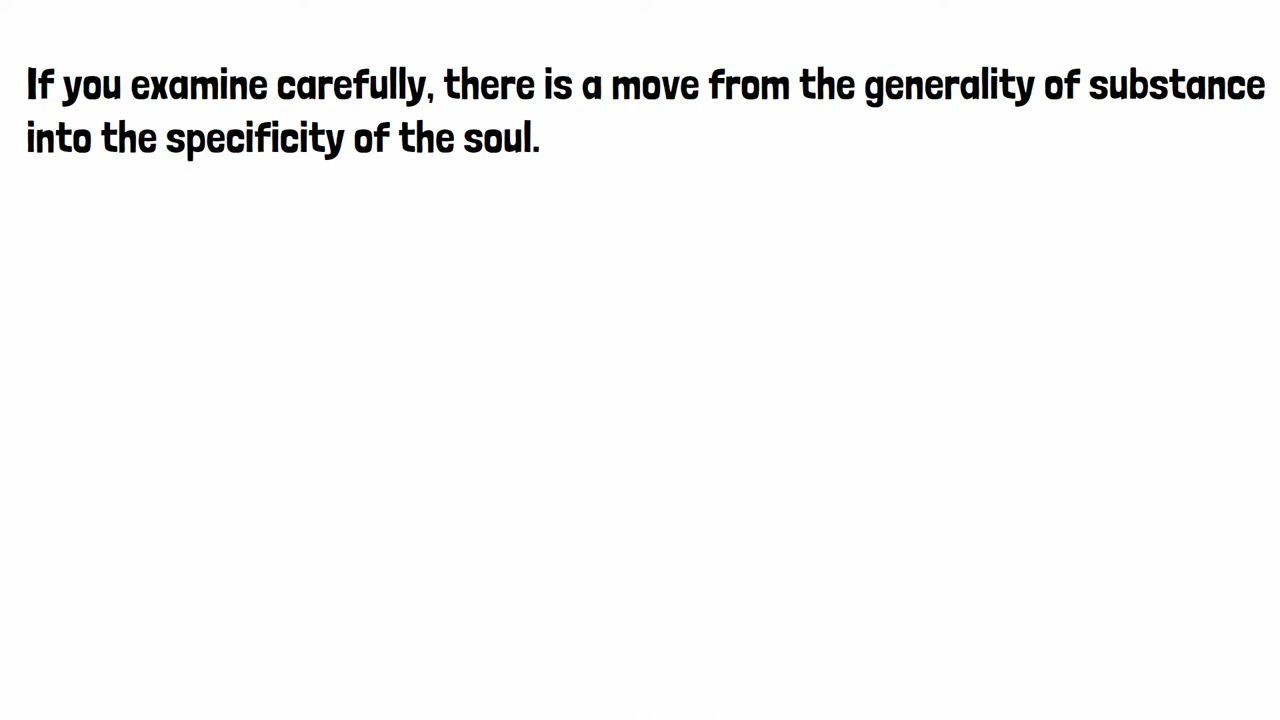 If you examine carefully, there is a move from the generality of substance
into the specificity of the soul.